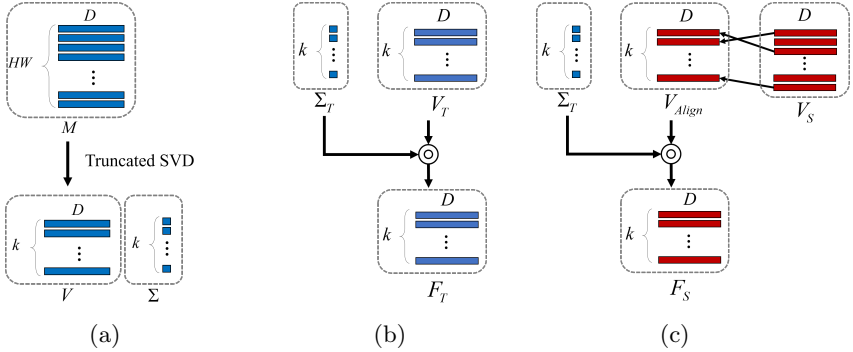 D
HW
M
Truncated SVD
D
k
k
V Σ
(a)
k
D
k
Σ_T
V_T
D
k
F_T
(b)
k
D
k
D
Σ_T
V_Align
V_S
D
k
F_S
(c)